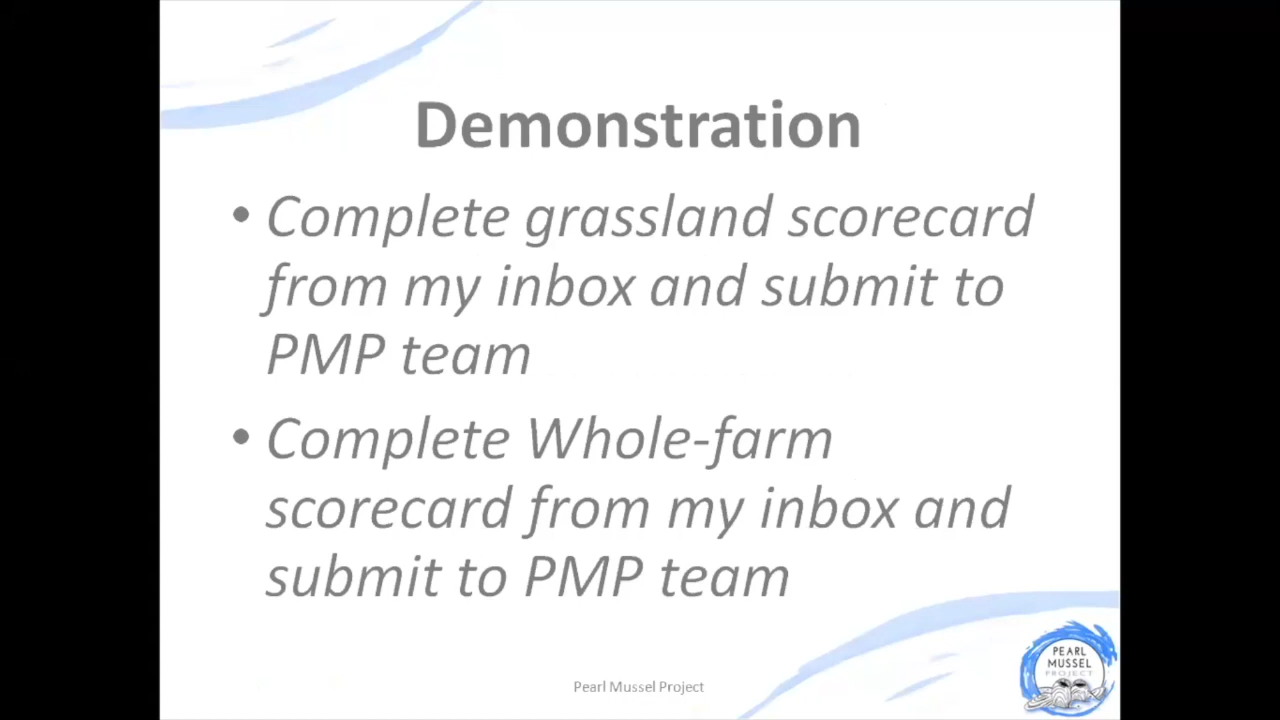 Demonstration
• Complete grassland scorecard
from my inbox and submit to
PMP team
• Complete Whole-farm
scorecard from my inbox and
submit to PMP team
Pearl Mussel Project
PEARL
MUSSEL
PROJECT